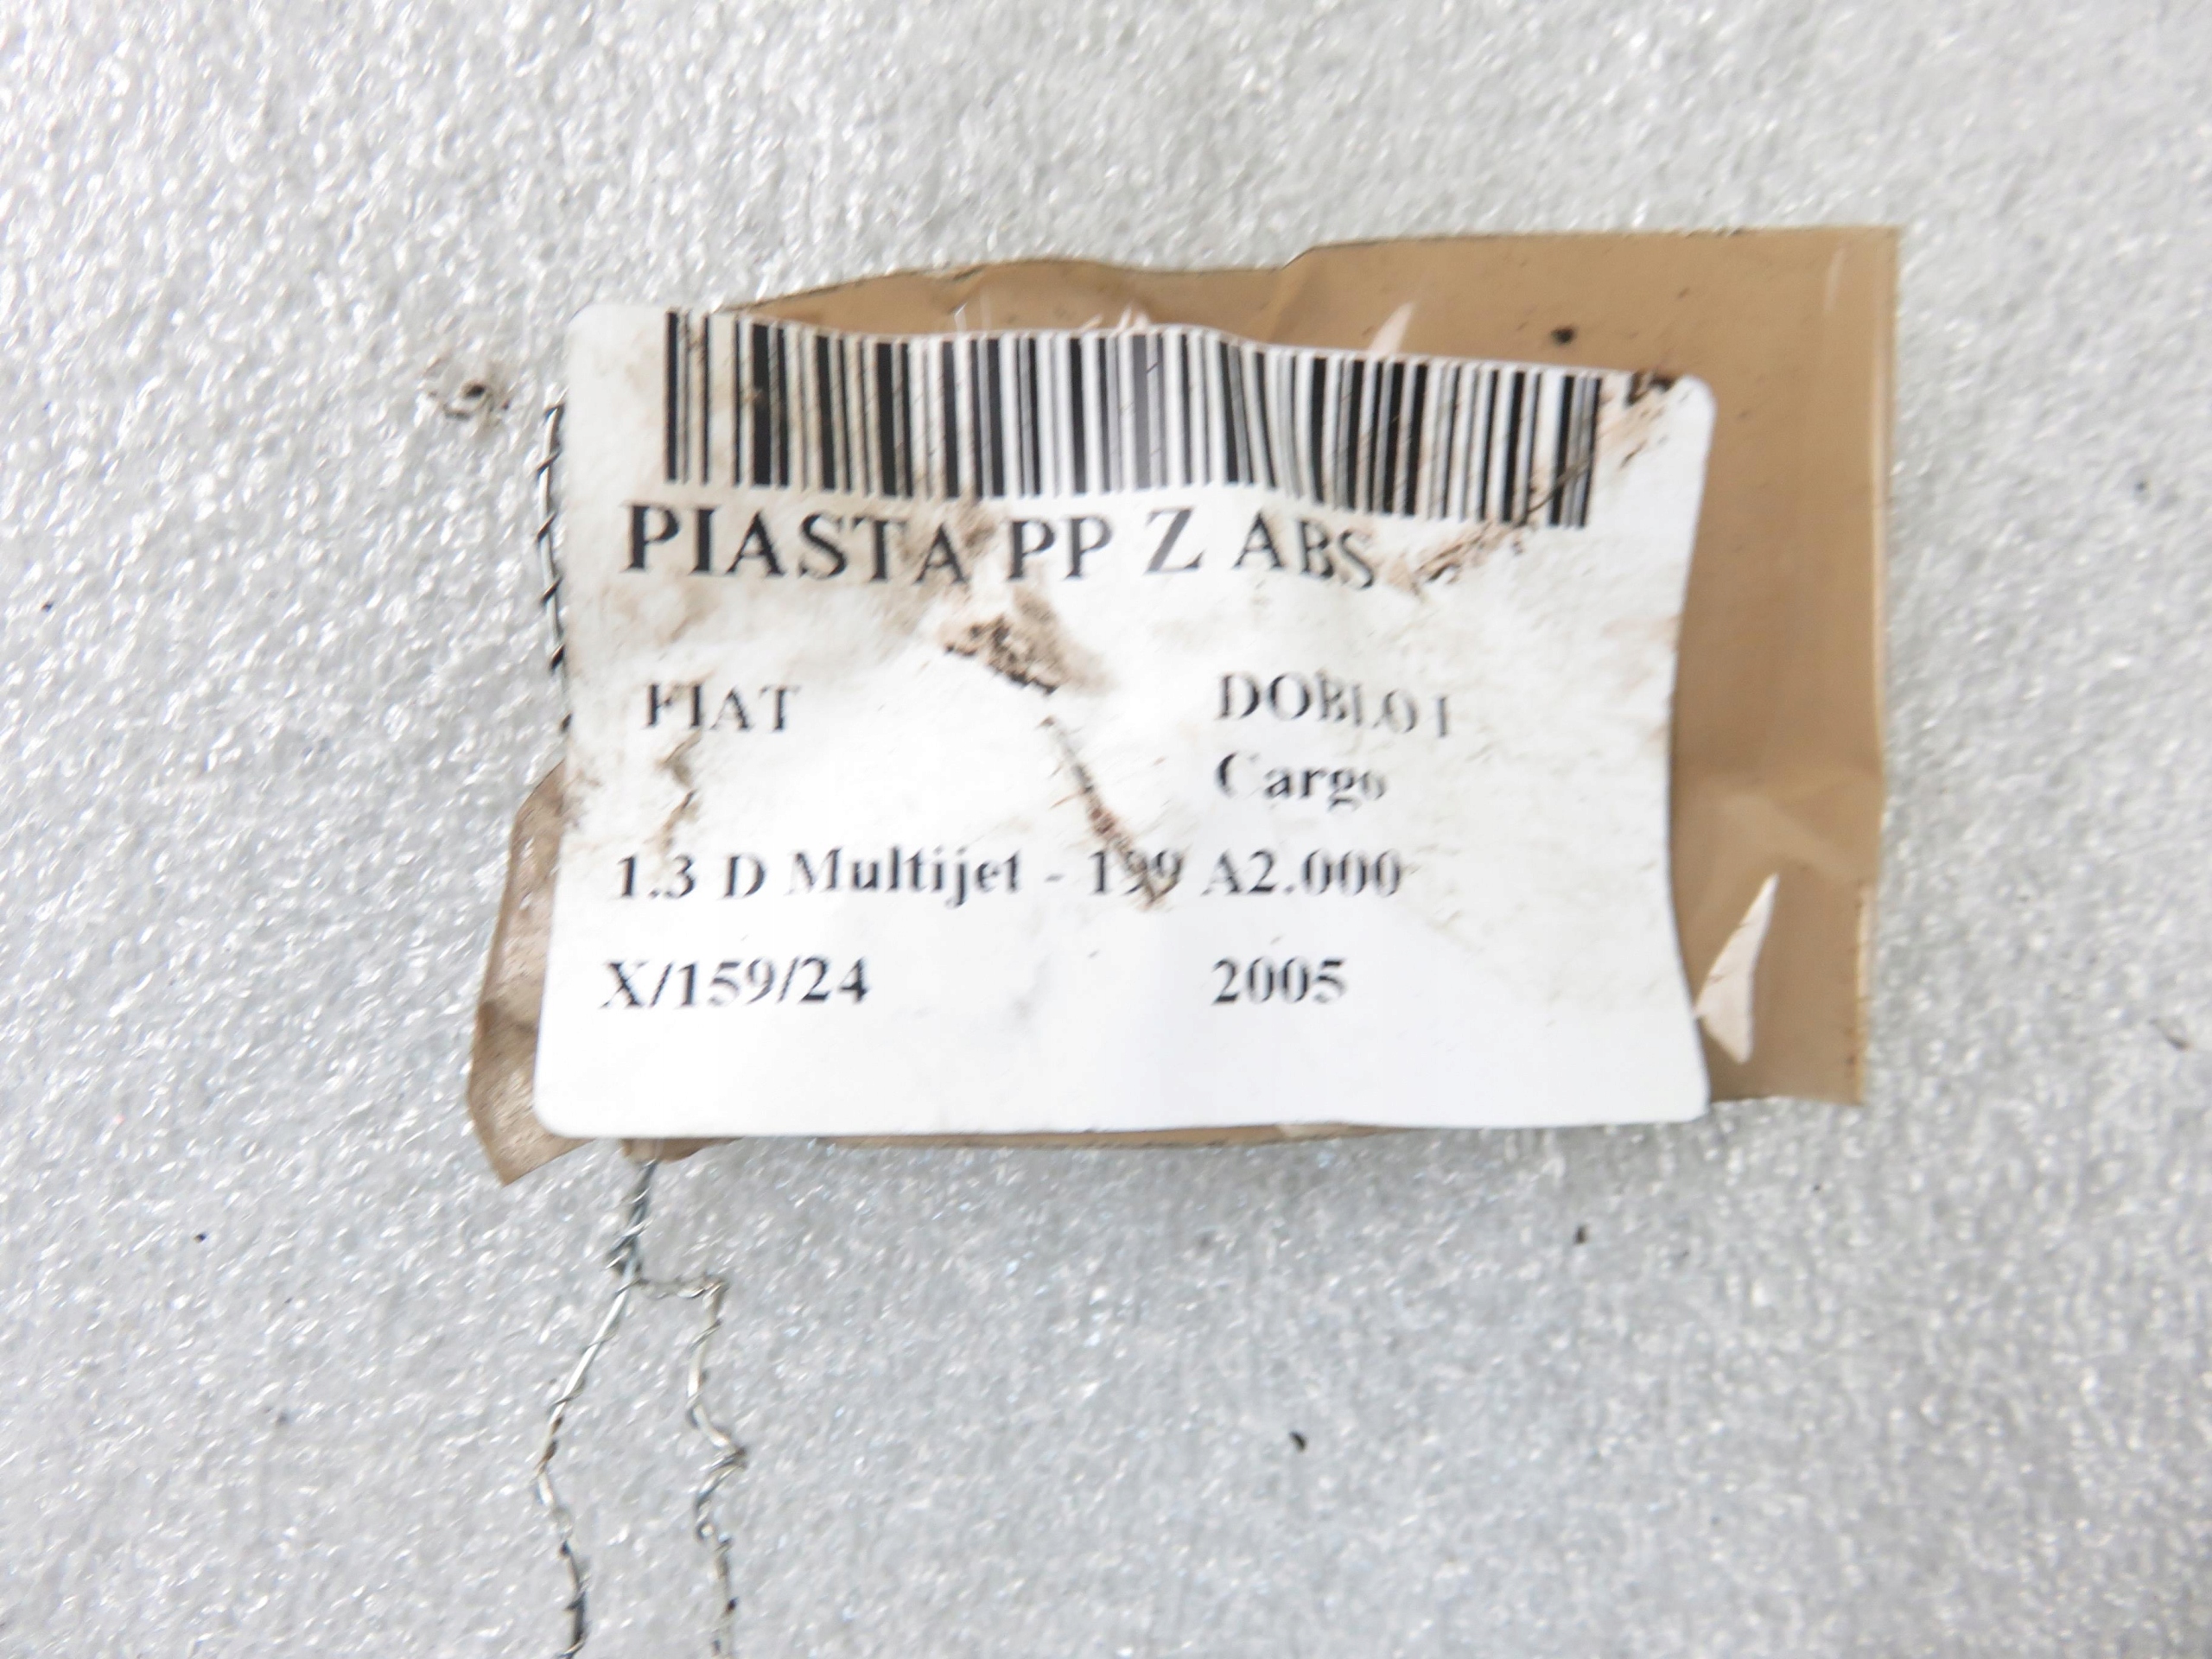 PIASTA PP Z ABS
FIAT DOBLO I
Cargo
1.3 D Multijet - 199 A2.000
X/159/24 2005